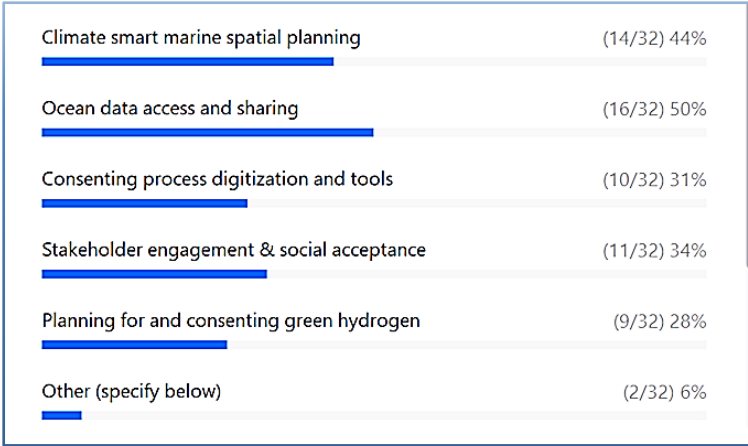 Climate smart marine spatial planning (14/32) 44%
Ocean data access and sharing (16/32) 50%
Consenting process digitization and tools (10/32) 31%
Stakeholder engagement & social acceptance (11/32) 34%
Planning for and consenting green hydrogen (9/32) 28%
Other (specify below) (2/32) 6%